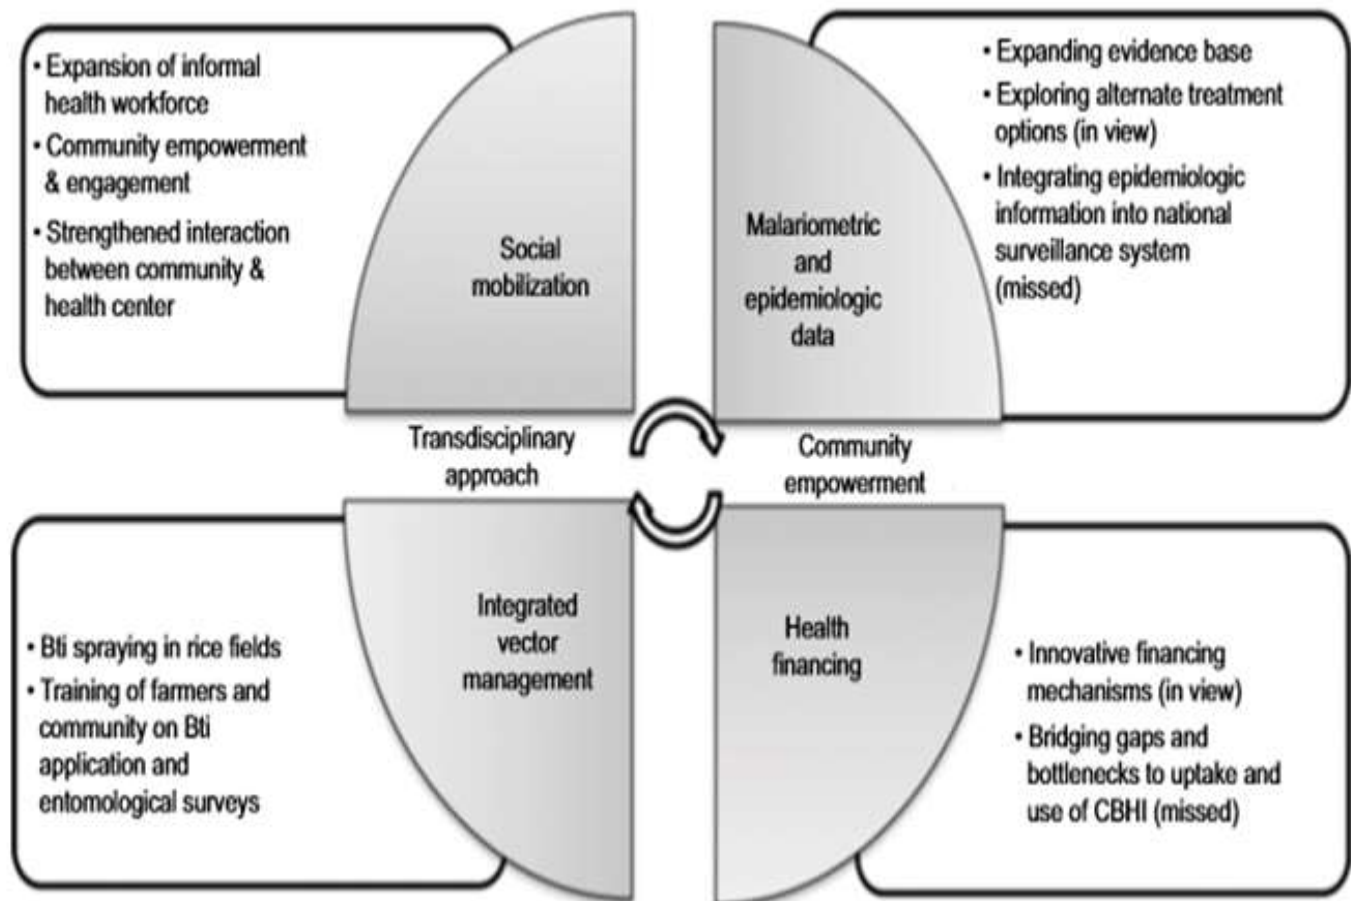 • Expansion of informal
health workforce
• Community empowerment
& engagement
• Strengthened interaction
between community &
health center
Social
mobilization
Malariometric
and
epidemiologic
data
• Expanding evidence base
• Exploring alternate treatment
options (in view)
• Integrating epidemiologic
information into national
surveillance system
(missed)
Transdisciplinary
approach
Community
empowerment
• Bti spraying in rice fields
• Training of farmers and
community on Bti
application and
entomological surveys
Integrated
vector
management
Health
financing
• Innovative financing
mechanisms (in view)
• Bridging gaps and
bottlenecks to uptake and
use of CBHI (missed)